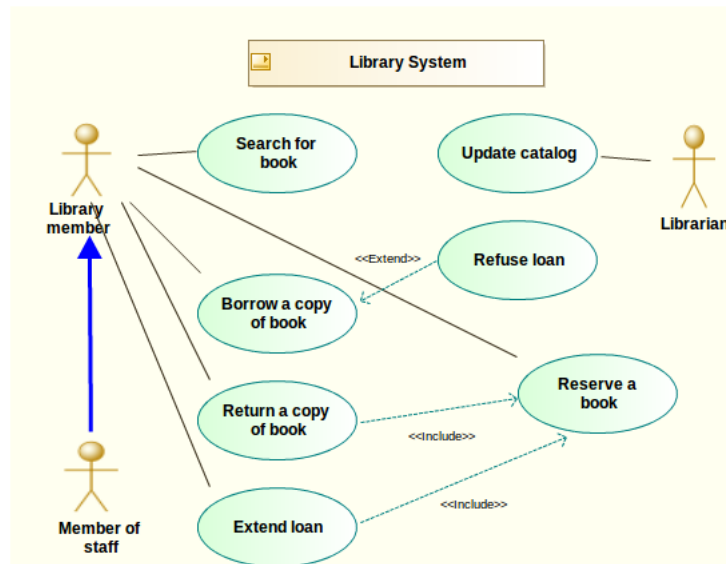 Library System
Search for
book
Update catalog
Library
member
Librarian
<<Extend>>
Refuse loan
Borrow a copy
of book
Reserve a
book
Return a copy
of book
<<Include>>
<<Include>>
Extend loan
Member of
staff